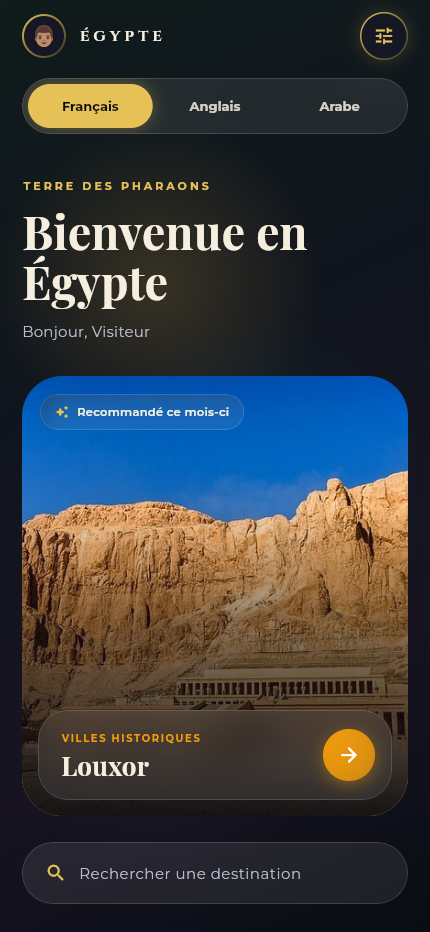 ÉGYPTE
Français
Anglais
Arabe
TERRE DES PHARAONS
Bienvenue en
Égypte
Bonjour, Visiteur
Recommandé ce mois-ci
VILLES HISTORIQUES
Louxor
Rechercher une destination